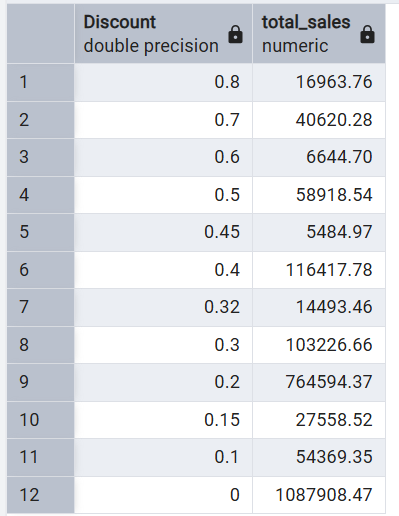 Discount total_sales
double precision numeric
1 0.8 16963.76
2 0.7 40620.28
3 0.6 6644.70
4 0.5 58918.54
5 0.45 5484.97
6 0.4 116417.78
7 0.32 14493.46
8 0.3 103226.66
9 0.2 764594.37
10 0.15 27558.52
11 0.1 54369.35
12 0 1087908.47